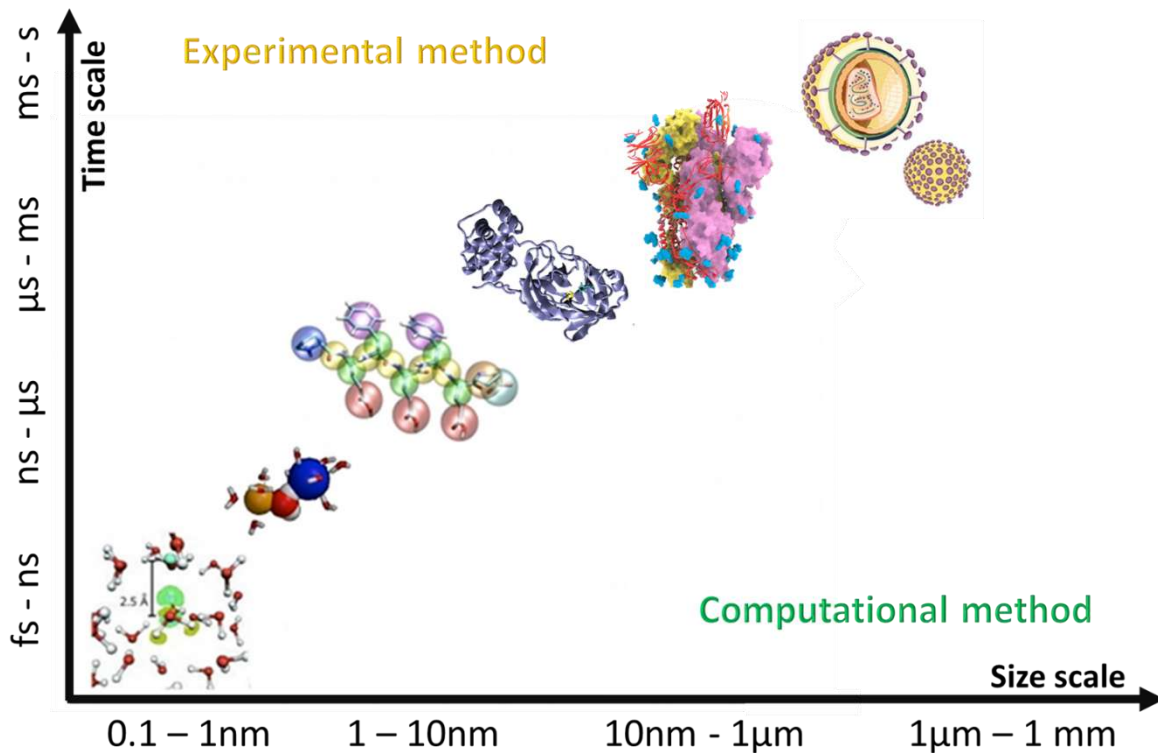 Experimental method
Time scale
ms - s
µs - ms
ns - µs
fs - ns
2.5 Å
Computational method
Size scale
0.1 – 1nm
1 – 10nm
10nm - 1µm
1µm – 1 mm